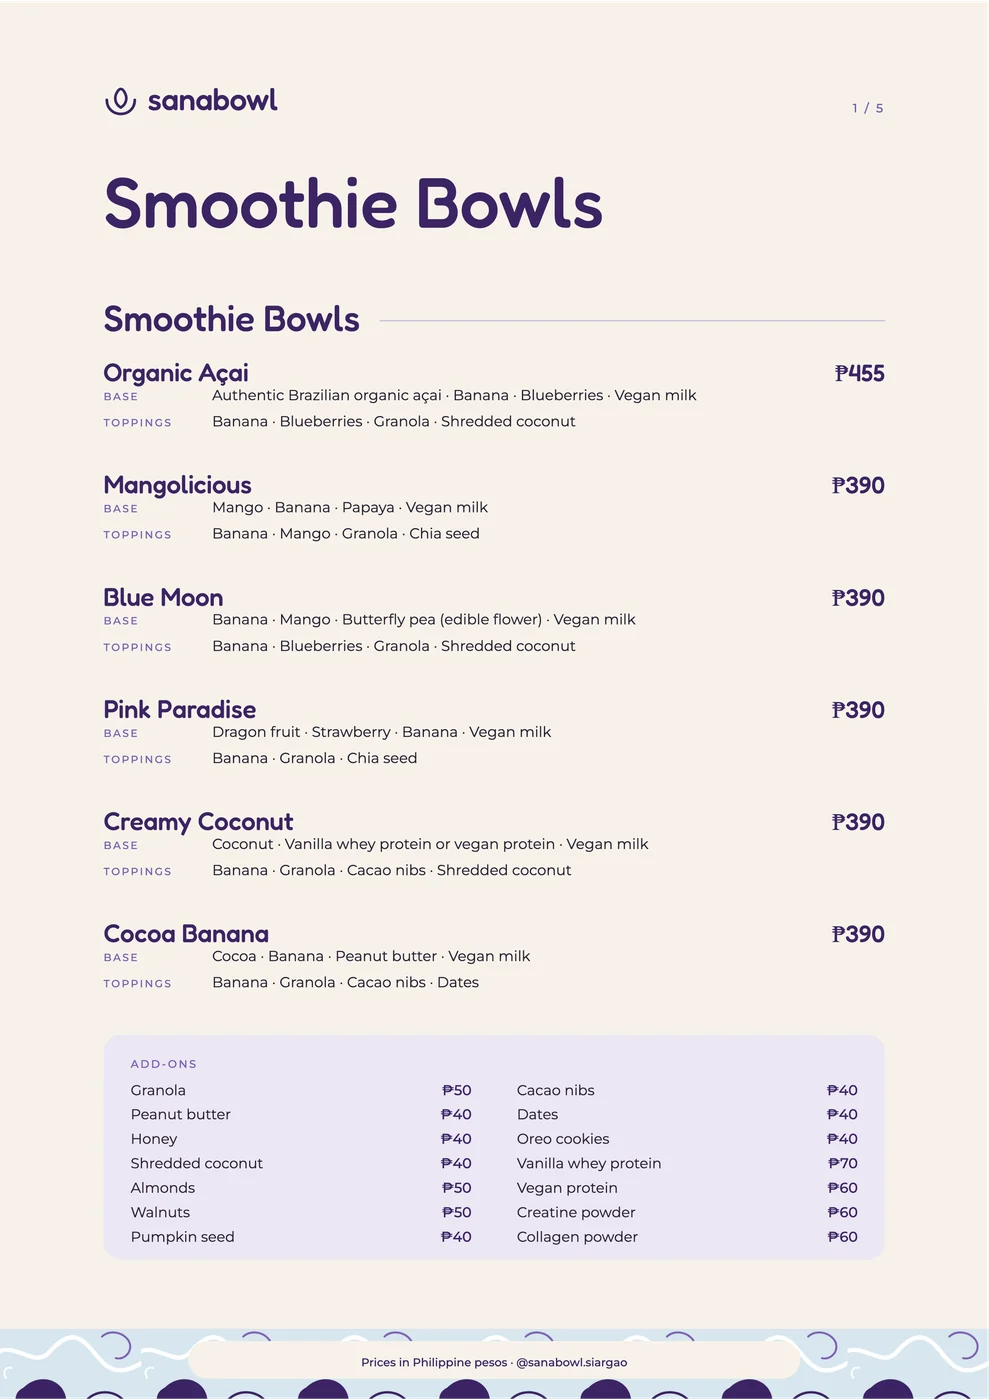 sanabowl
1 / 5
Smoothie Bowls
Smoothie Bowls
Organic Açai ₱455
BASE Authentic Brazilian organic açai · Banana · Blueberries · Vegan milk
TOPPINGS Banana · Blueberries · Granola · Shredded coconut
Mangolicious ₱390
BASE Mango · Banana · Papaya · Vegan milk
TOPPINGS Banana · Mango · Granola · Chia seed
Blue Moon ₱390
BASE Banana · Mango · Butterfly pea (edible flower) · Vegan milk
TOPPINGS Banana · Blueberries · Granola · Shredded coconut
Pink Paradise ₱390
BASE Dragon fruit · Strawberry · Banana · Vegan milk
TOPPINGS Banana · Granola · Chia seed
Creamy Coconut ₱390
BASE Coconut · Vanilla whey protein or vegan protein · Vegan milk
TOPPINGS Banana · Granola · Cacao nibs · Shredded coconut
Cocoa Banana ₱390
BASE Cocoa · Banana · Peanut butter · Vegan milk
TOPPINGS Banana · Granola · Cacao nibs · Dates
ADD-ONS
Granola ₱50 Cacao nibs ₱40
Peanut butter ₱40 Dates ₱40
Honey ₱40 Oreo cookies ₱40
Shredded coconut ₱40 Vanilla whey protein ₱70
Almonds ₱50 Vegan protein ₱60
Walnuts ₱50 Creatine powder ₱60
Pumpkin seed ₱40 Collagen powder ₱60
Prices in Philippine pesos · @sanabowl.siargao